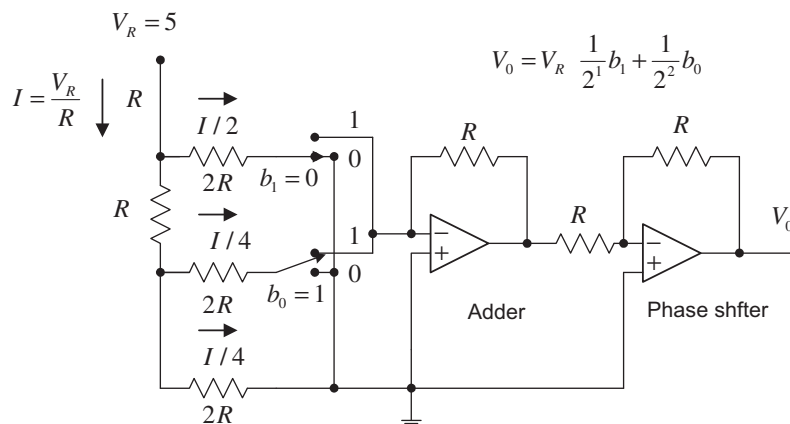 V_R = 5
V_0 = V_R 1/2^1 b_1 + 1/2^2 b_0
I = V_R/R
R
I / 2
1
0
2R
b_1 = 0
R
R
R
I / 4
1
0
2R
b_0 = 1
R
−
+
−
+
V_0
Adder
Phase shfter
I / 4
2R